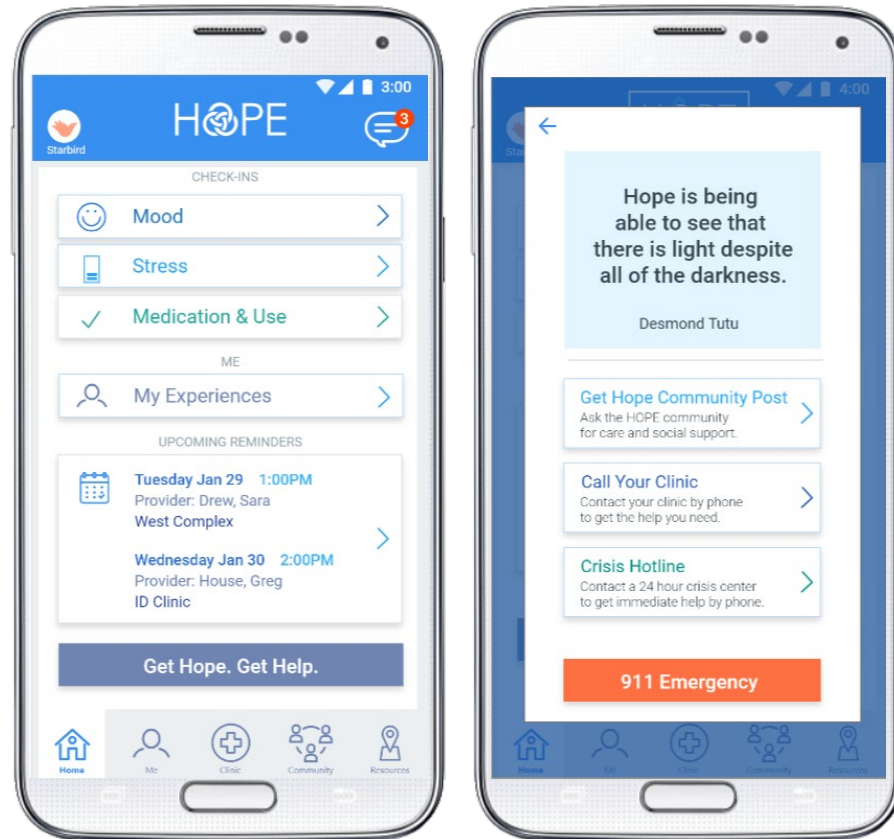 3:00
Starbird
HOPE
3
CHECK-INS
Mood
Stress
Medication & Use
ME
My Experiences
UPCOMING REMINDERS
Tuesday Jan 29 1:00PM
Provider: Drew, Sara
West Complex
Wednesday Jan 30 2:00PM
Provider: House, Greg
ID Clinic
Get Hope. Get Help.
Home
Me
Clinic
Community
Resources
4:00
Hope is being
able to see that
there is light despite
all of the darkness.
Desmond Tutu
Get Hope Community Post
Ask the HOPE community
for care and social support.
Call Your Clinic
Contact your clinic by phone
to get the help you need.
Crisis Hotline
Contact a 24 hour crisis center
to get immediate help by phone.
911 Emergency
Home
Me
Clinic
Community
Resources